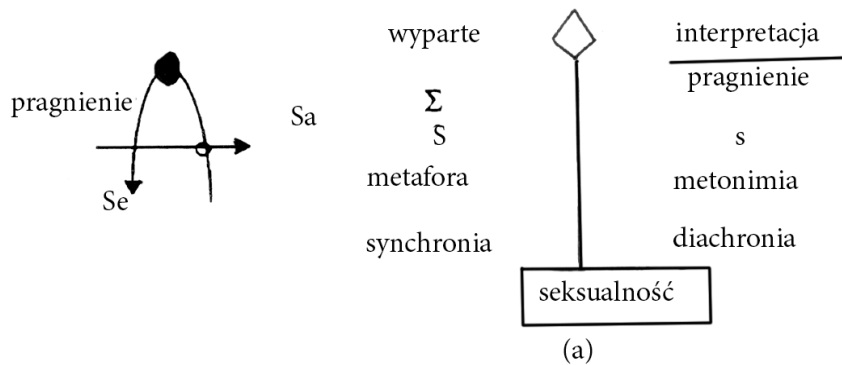 pragnienie
Sa
Se
wyparte
interpretacja
pragnienie
Σ
S
s
metafora
metonimia
synchronia
diachronia
seksualność
(a)